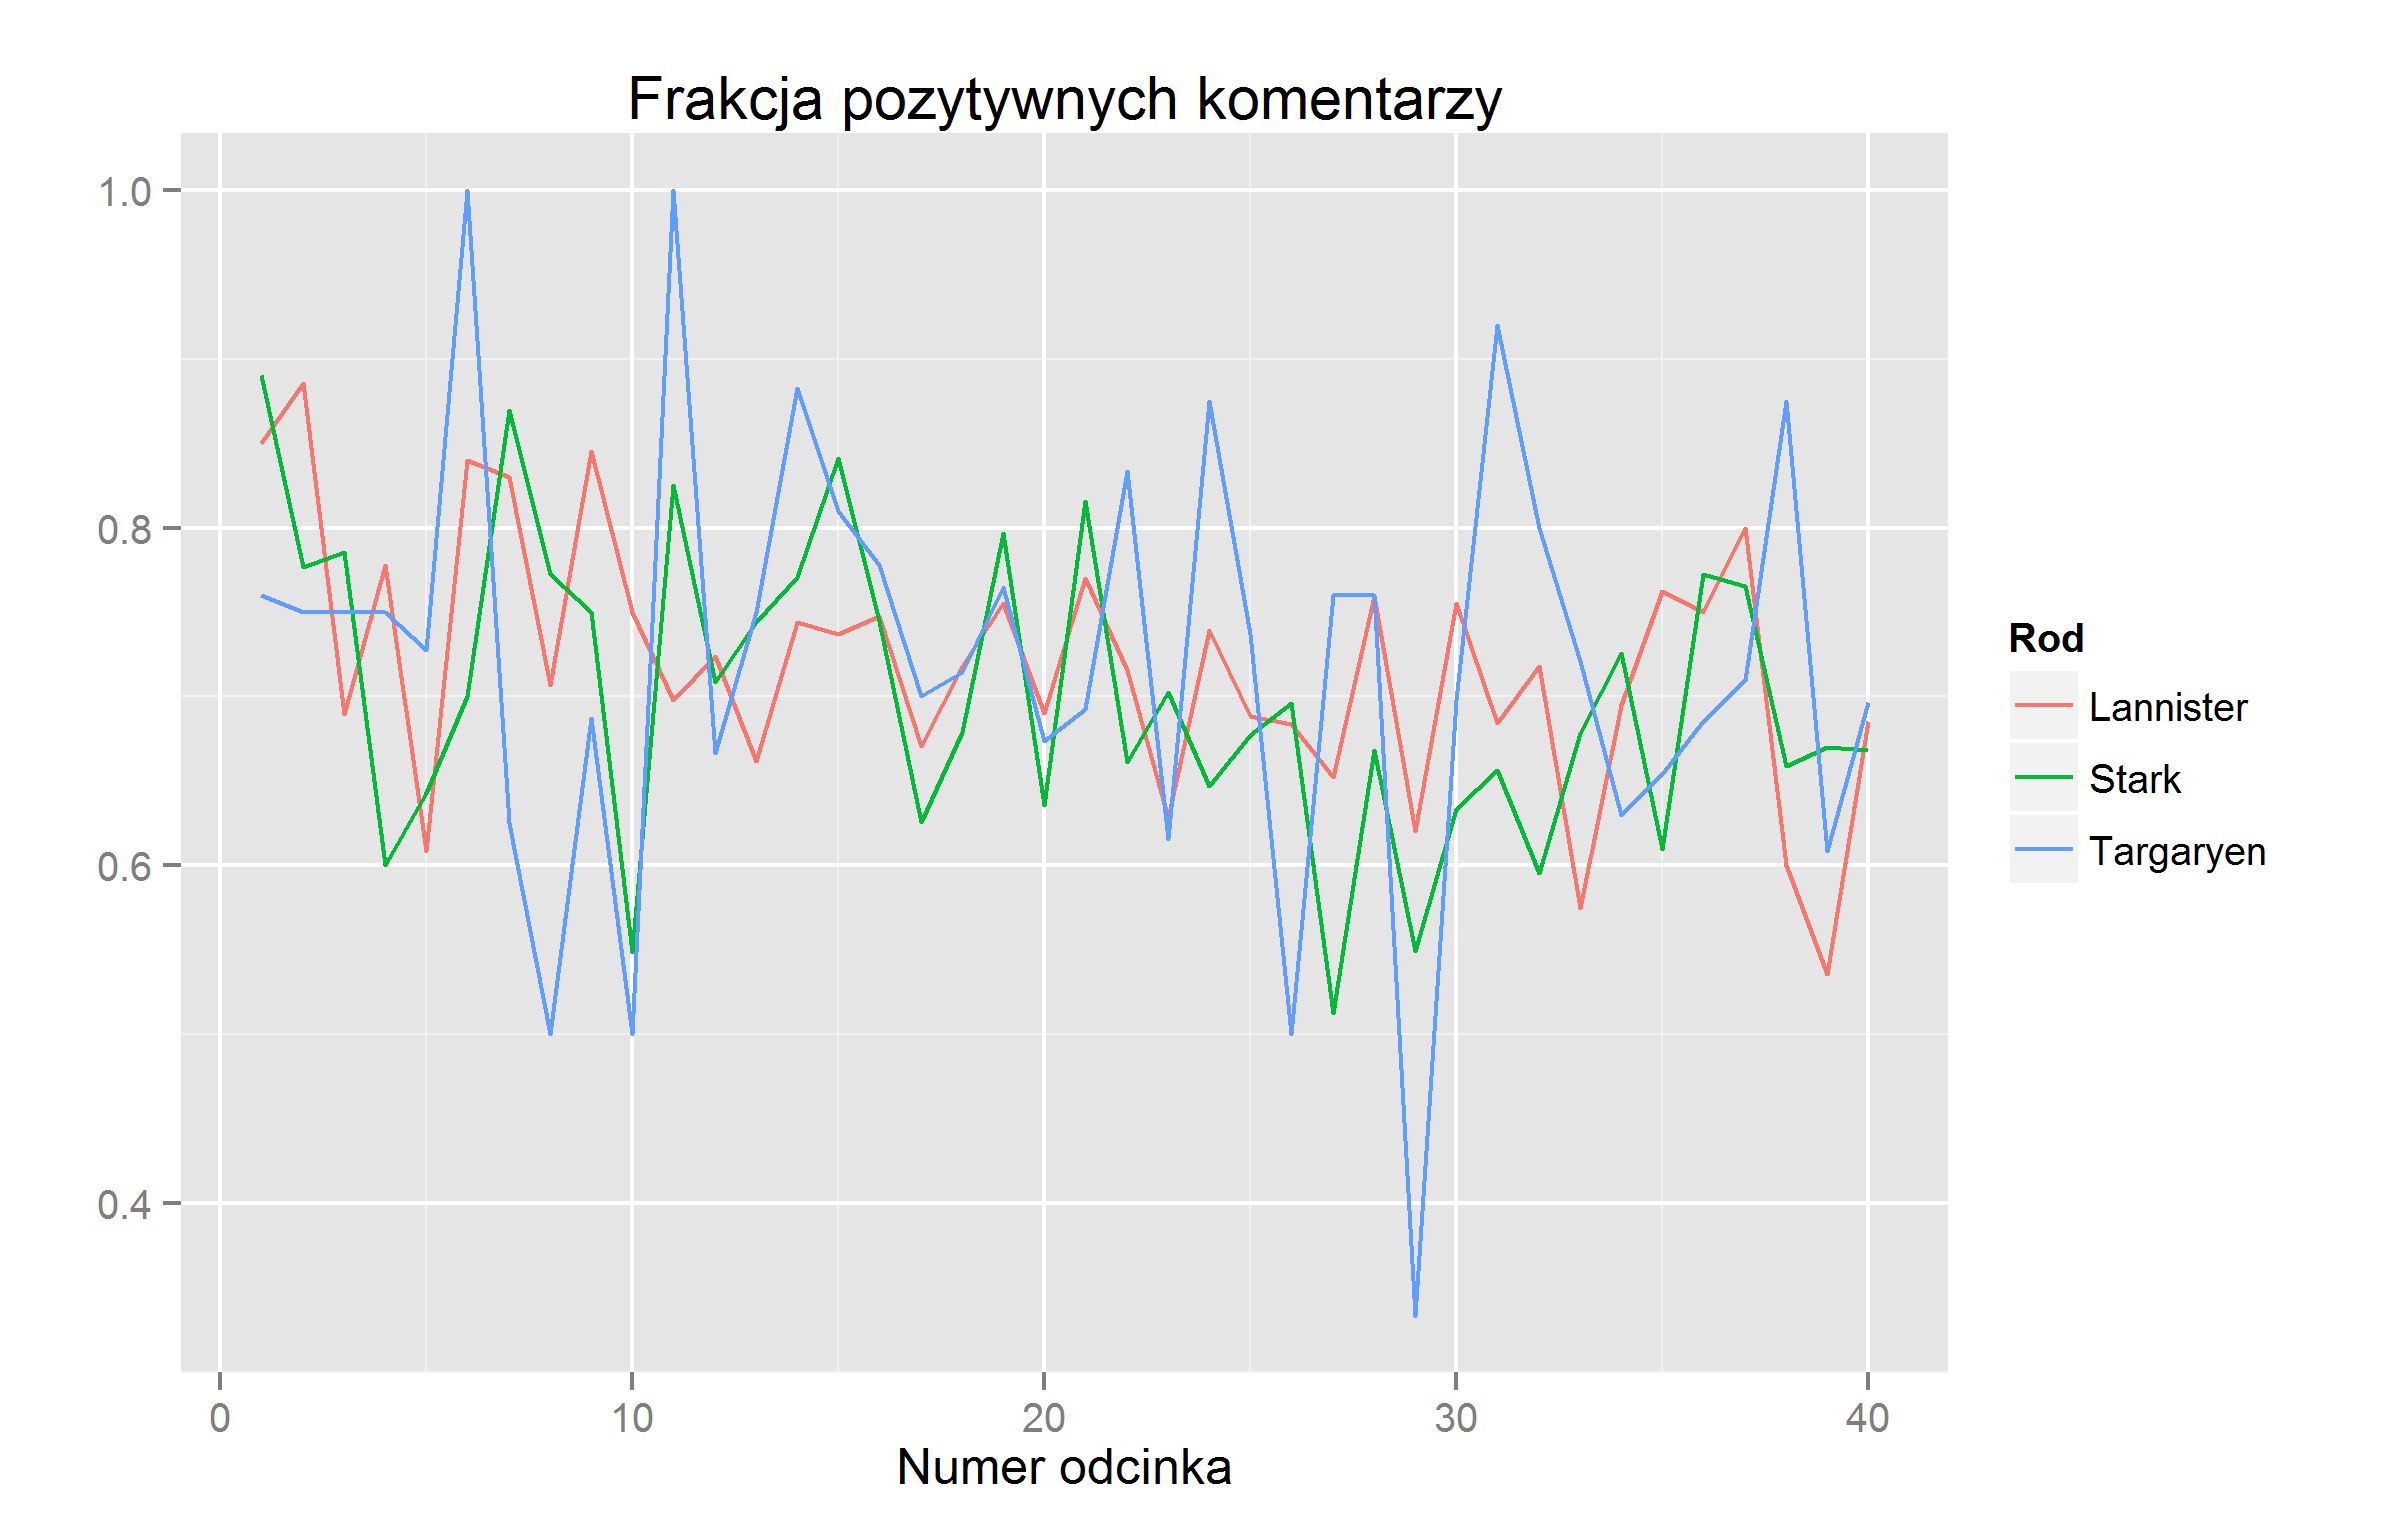 Frakcja pozytywnych komentarzy
1.0
0.8
0.6
0.4
0 10 20 30 40
Numer odcinka
Rod
Lannister
Stark
Targaryen